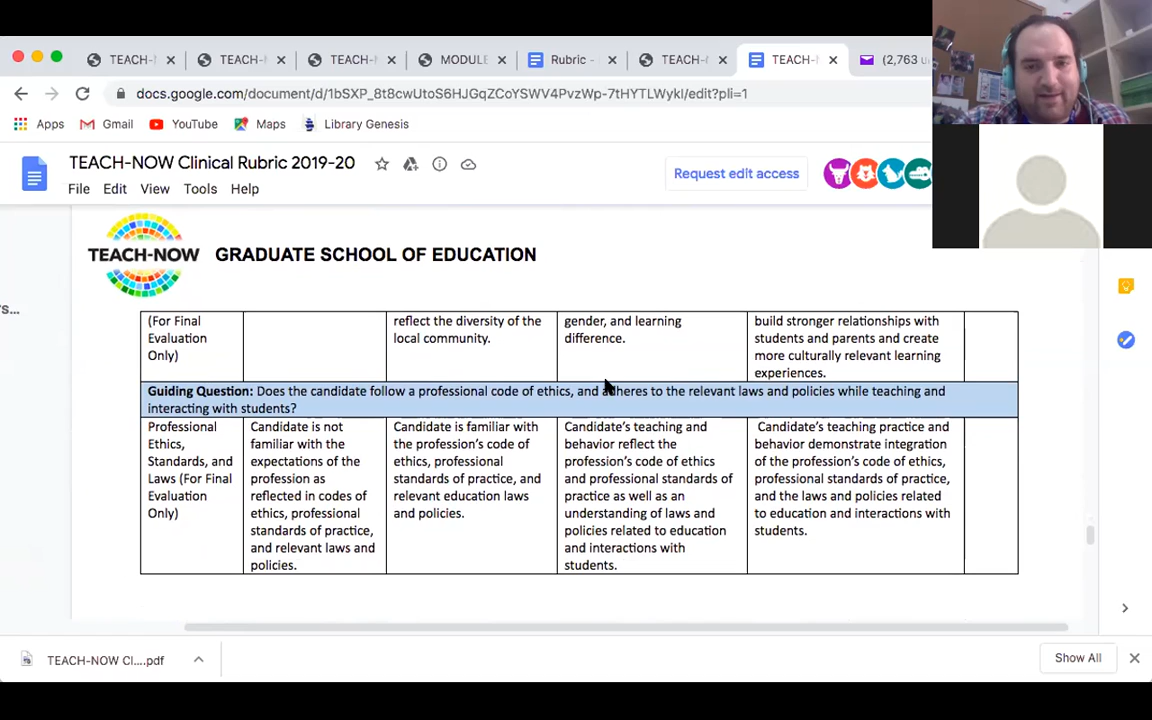 TEACH-
TEACH-
TEACH-
MODULE
Rubric -
TEACH-
TEACH-
(2,763 u
docs.google.com/document/d/1bSXP_8t8cwUtoS6HJGqZCoYSWV4PvzWp-7tHYTLWykI/edit?pli=1
Apps
Gmail
YouTube
Maps
Library Genesis
TEACH-NOW Clinical Rubric 2019-20
File Edit View Tools Help
Request edit access
TEACH-NOW
GRADUATE SCHOOL OF EDUCATION
s...
(For Final
Evaluation
Only)
reflect the diversity of the
local community.
gender, and learning
difference.
build stronger relationships with
students and parents and create
more culturally relevant learning
experiences.
Guiding Question: Does the candidate follow a professional code of ethics, and adheres to the relevant laws and policies while teaching and
interacting with students?
Professional
Ethics,
Standards, and
Laws (For Final
Evaluation
Only)
Candidate is not
familiar with the
expectations of the
profession as
reflected in codes of
ethics, professional
standards of practice,
and relevant laws and
policies.
Candidate is familiar with
the profession's code of
ethics, professional
standards of practice, and
relevant education laws
and policies.
Candidate's teaching and
behavior reflect the
profession's code of ethics
and professional standards of
practice as well as an
understanding of laws and
policies related to education
and interactions with
students.
Candidate's teaching practice and
behavior demonstrate integration
of the profession's code of ethics,
professional standards of practice,
and the laws and policies related
to education and interactions with
students.
TEACH-NOW Cl....pdf
Show All